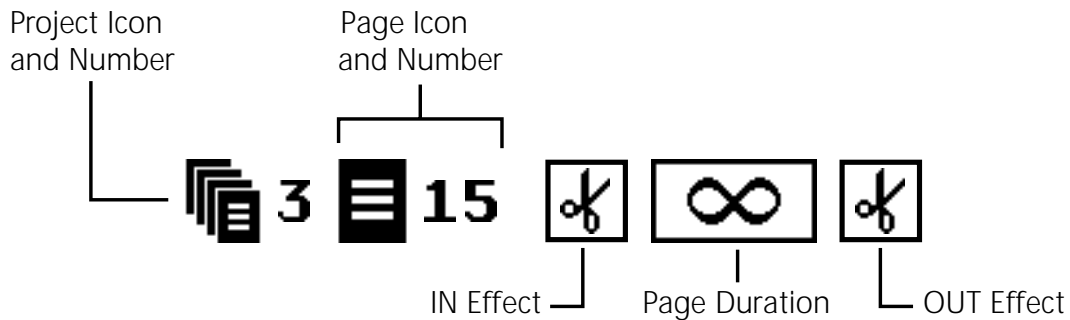 Project Icon
and Number
Page Icon
and Number
3 15
IN Effect
Page Duration
OUT Effect